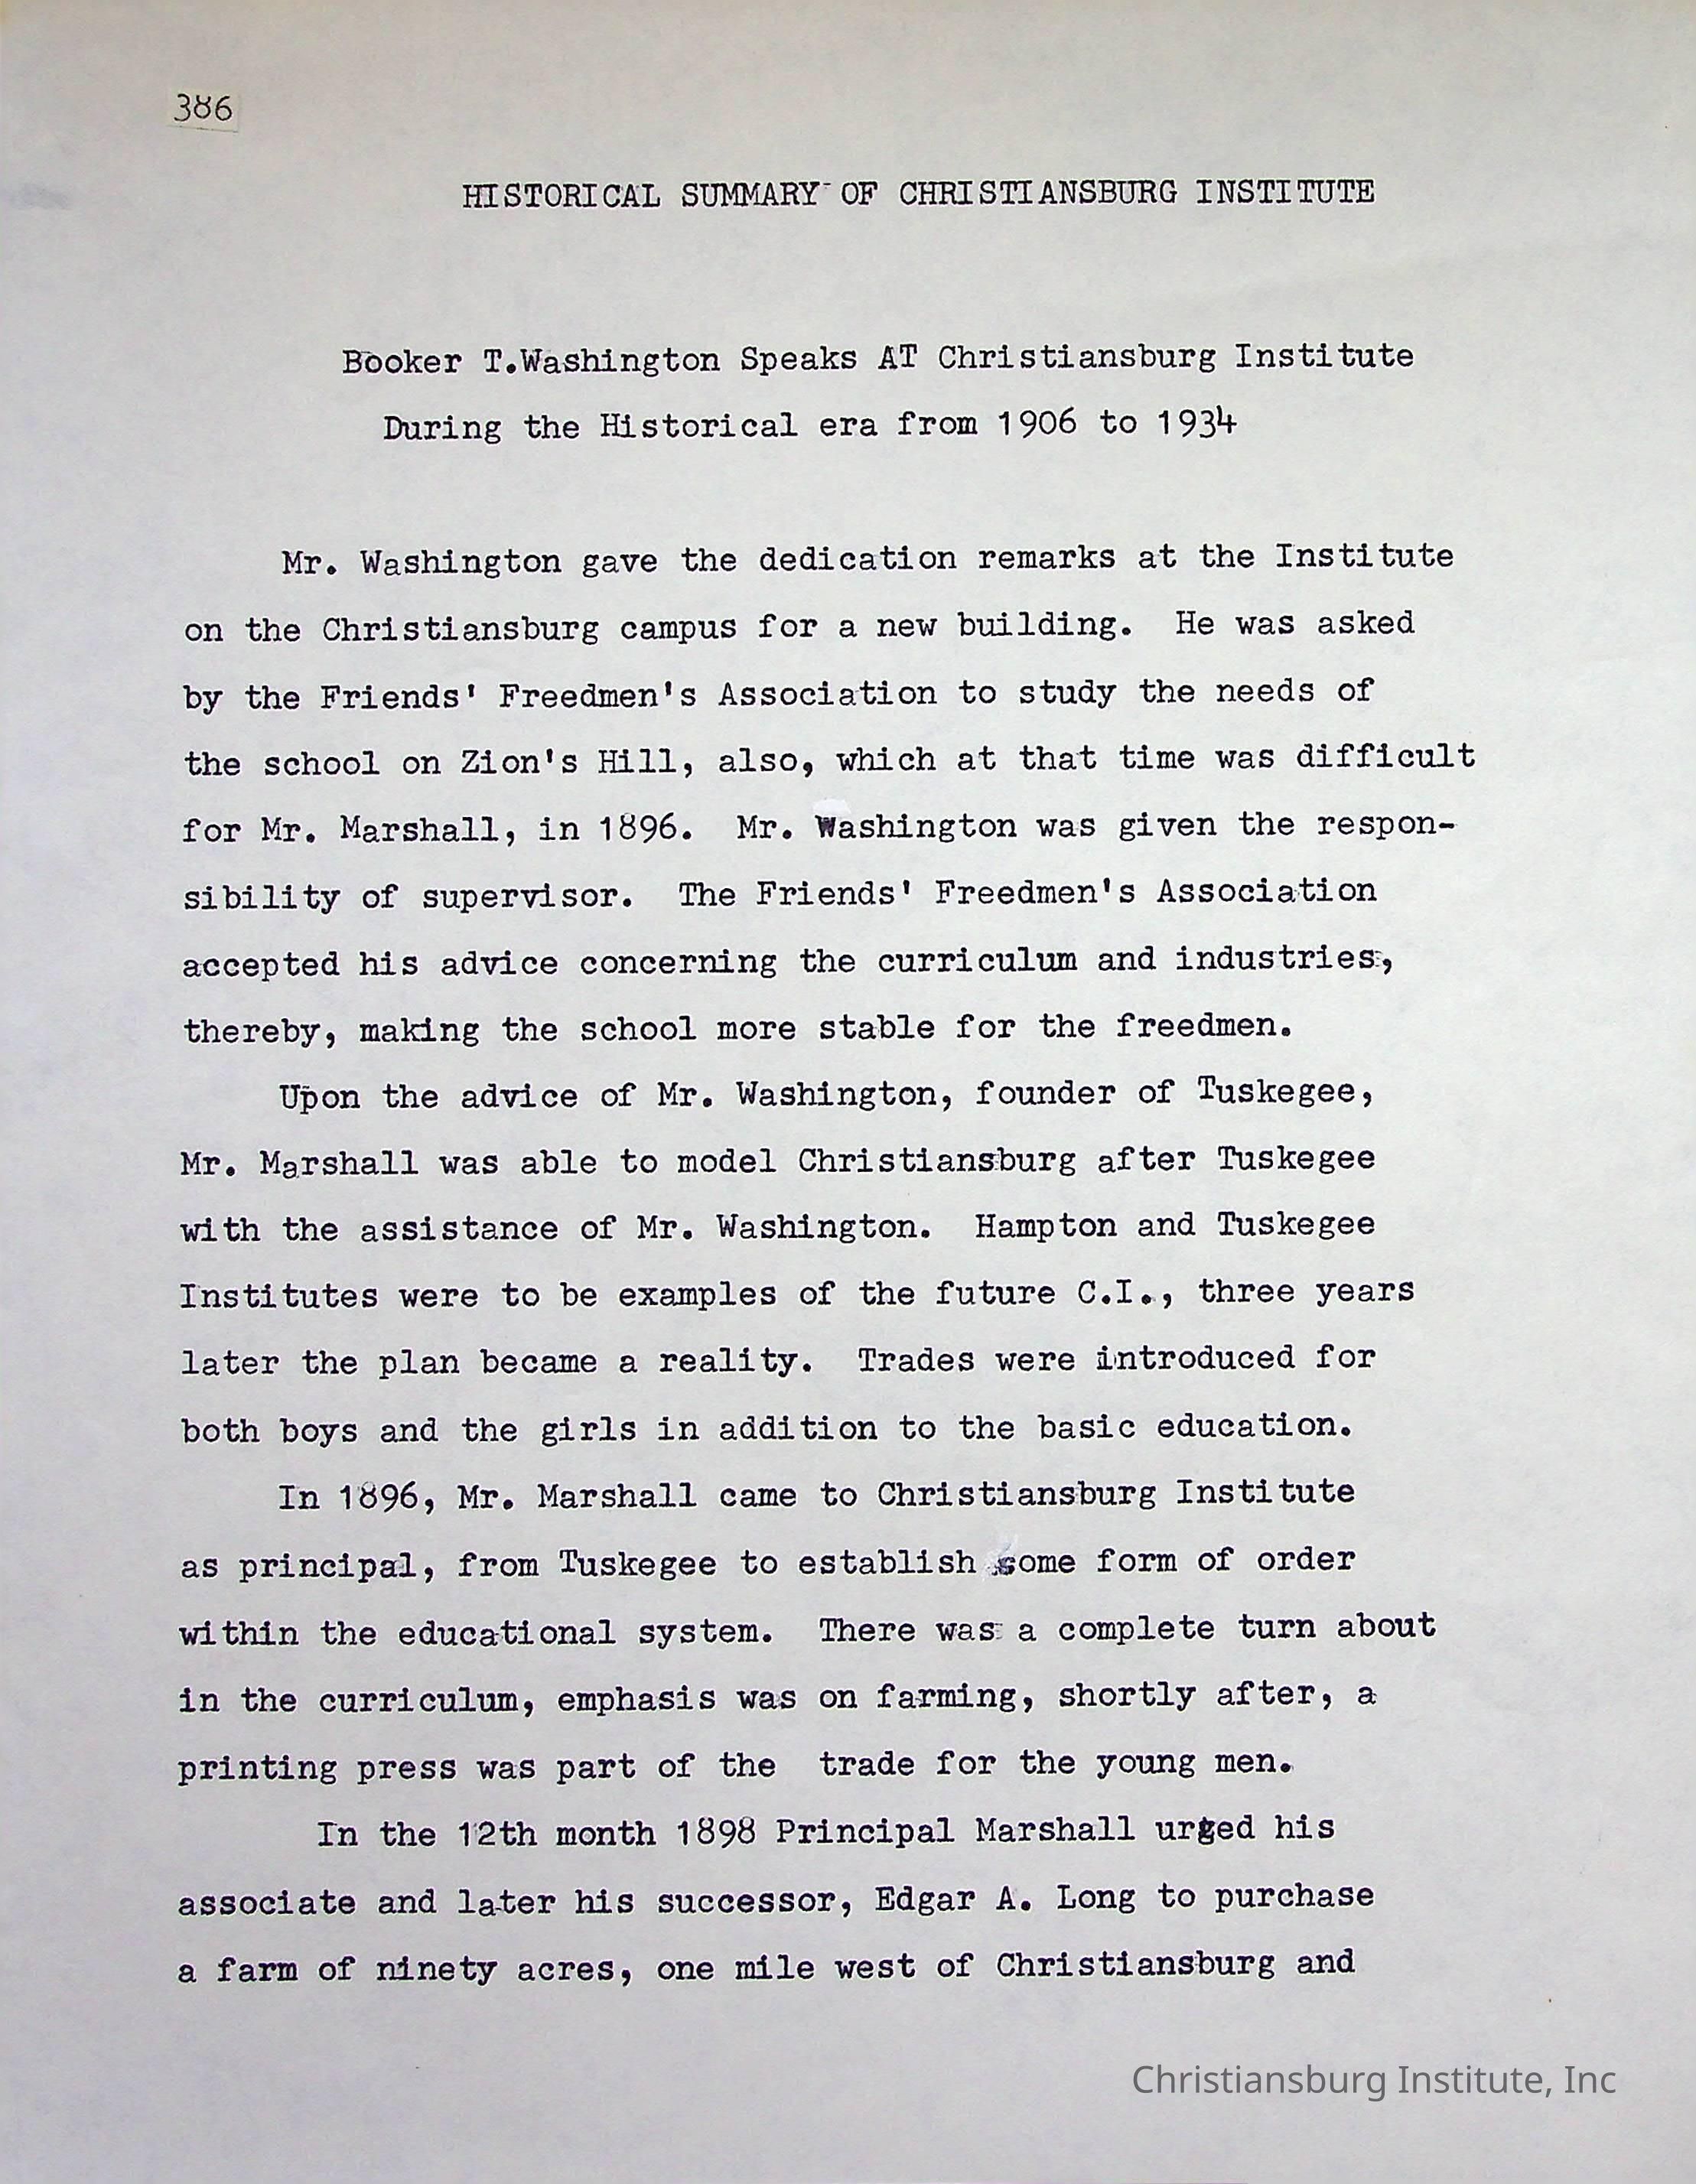 386
HISTORICAL SUMMARY OF CHRISTIANSBURG INSTITUTE
Booker T.Washington Speaks AT Christiansburg Institute
During the Historical era from 1906 to 1934
Mr. Washington gave the dedication remarks at the Institute
on the Christiansburg campus for a new building.  He was asked
by the Friends' Freedmen's Association to study the needs of
the school on Zion's Hill, also, which at that time was difficult
for Mr. Marshall, in 1896.  Mr. Washington was given the respon-
sibility of supervisor.  The Friends' Freedmen's Association
accepted his advice concerning the curriculum and industries,
thereby, making the school more stable for the freedmen.
Upon the advice of Mr. Washington, founder of Tuskegee,
Mr. Marshall was able to model Christiansburg after Tuskegee
with the assistance of Mr. Washington.  Hampton and Tuskegee
Institutes were to be examples of the future C.I., three years
later the plan became a reality.  Trades were introduced for
both boys and the girls in addition to the basic education.
In 1896, Mr. Marshall came to Christiansburg Institute
as principal, from Tuskegee to establish some form of order
within the educational system.  There was a complete turn about
in the curriculum, emphasis was on farming, shortly after, a
printing press was part of the  trade for the young men.
In the 12th month 1898 Principal Marshall urged his
associate and later his successor, Edgar A. Long to purchase
a farm of ninety acres, one mile west of Christiansburg and
Christiansburg Institute, Inc